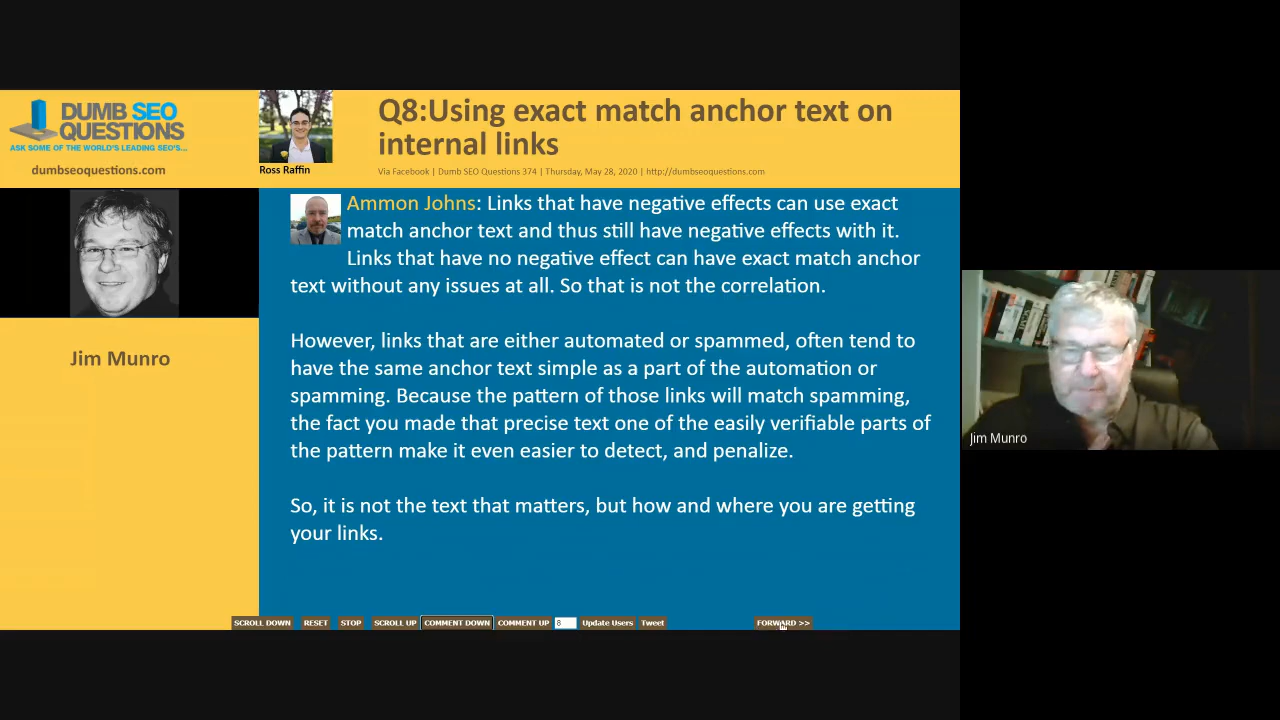 DUMB SEO
QUESTIONS
ASK SOME OF THE WORLD'S LEADING SEO'S...
dumbseoquestions.com
Ross Raffin
Q8:Using exact match anchor text on
internal links
Via Facebook | Dumb SEO Questions 374 | Thursday, May 28, 2020 | http://dumbseoquestions.com
Jim Munro
Ammon Johns: Links that have negative effects can use exact
match anchor text and thus still have negative effects with it.
Links that have no negative effect can have exact match anchor
text without any issues at all. So that is not the correlation.
However, links that are either automated or spammed, often tend to
have the same anchor text simple as a part of the automation or
spamming. Because the pattern of those links will match spamming,
the fact you made that precise text one of the easily verifiable parts of
the pattern make it even easier to detect, and penalize.
So, it is not the text that matters, but how and where you are getting
your links.
SCROLL DOWN RESET STOP SCROLL UP COMMENT DOWN COMMENT UP 8 Update Users Tweet FORWARD >>
Jim Munro